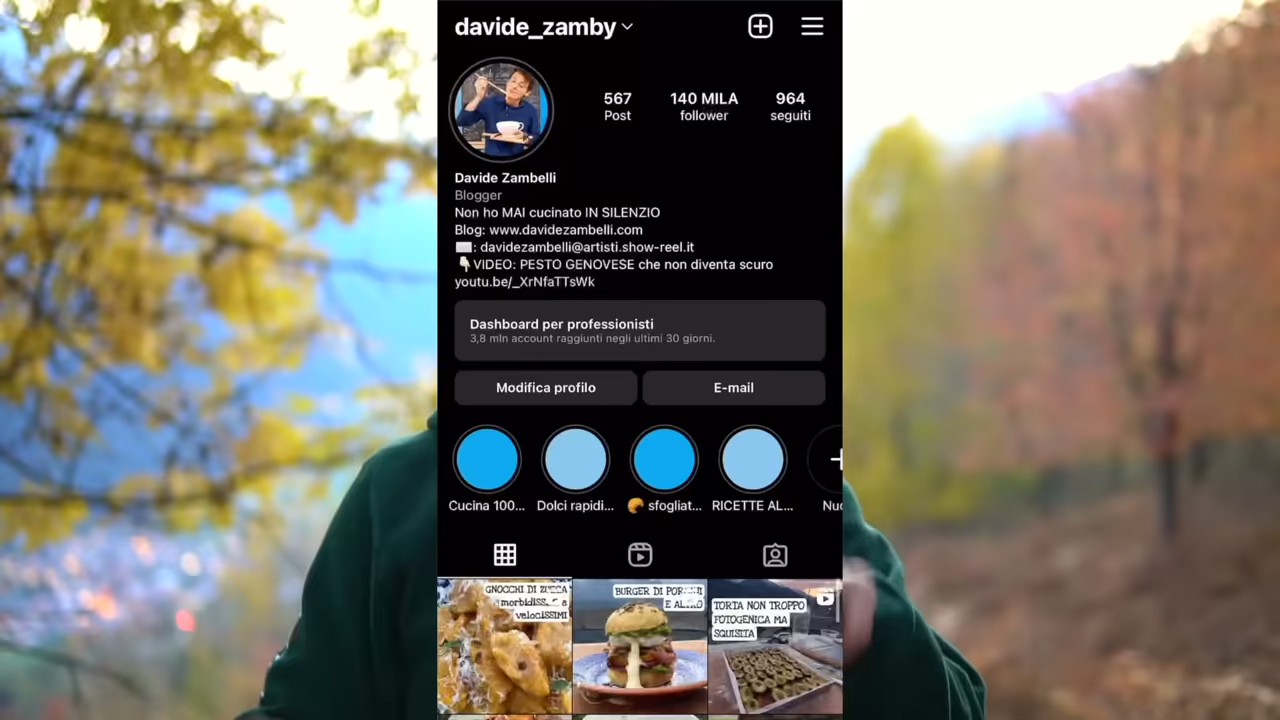 davide_zamby
567
Post
140 MILA
follower
964
seguiti
Davide Zambelli
Blogger
Non ho MAI cucinato IN SILENZIO
Blog: www.davidezambelli.com
: davidezambelli@artisti.show-reel.it
👇VIDEO: PESTO GENOVESE che non diventa scuro
youtu.be/_XrNfaTTsWk
Dashboard per professionisti
3,8 mln account raggiunti negli ultimi 30 giorni.
Modifica profilo
E-mail
Cucina 100...
Dolci rapidi...
🥐 sfogliat...
RICETTE AL...
GNOCCHI DI ZUCCA
velocissimi
BURGER DI
E ALTRO
TORTA NON TROPPO
FOTOGENICA MA
SQUISITA